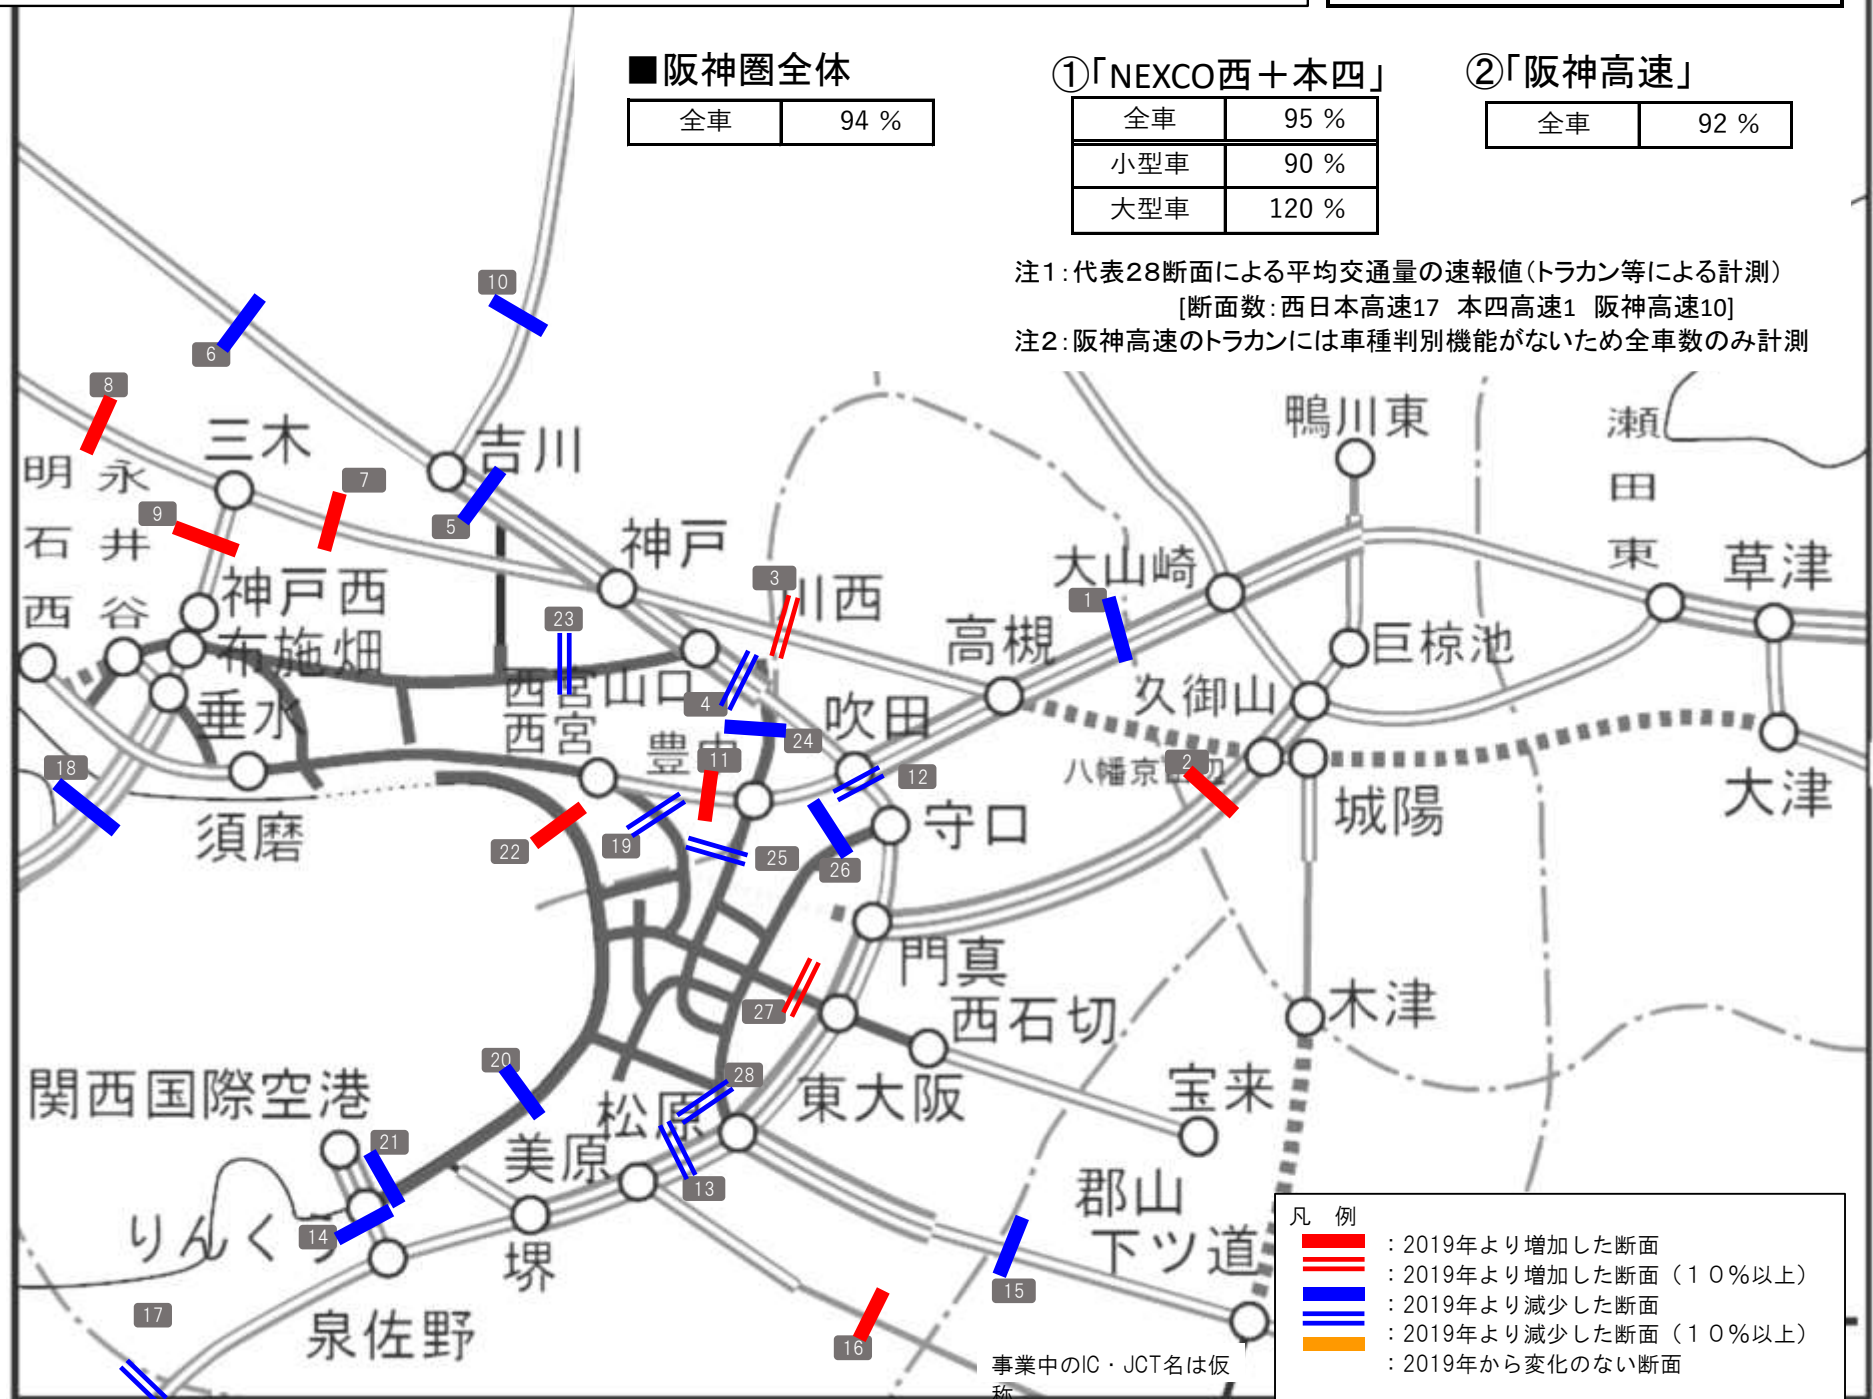 ■阪神圏全体
全車 94 %
①「NEXCO西＋本四」
全車 95 %
小型車 90 %
大型車 120 %
②「阪神高速」
全車 92 %
注1：代表28断面による平均交通量の速報値（トラカン等による計測）
[断面数：西日本高速17 本四高速1 阪神高速10]
注2：阪神高速のトラカンには車種判別機能がないため全車数のみ計測
10
6
8
三木
吉川
鴨川東
瀬田東
明石西
永井谷
7
9
5
神戸
3
川西
大山崎
1
草津
神戸西
布施畑
23
高槻
巨椋池
西宮山口
4
久御山
垂水
西宮
豊中
24
吹田
18
11
12
八幡京田辺
2
大津
須磨
22
19
25
26
守口
城陽
門真
27
西石切
木津
20
28
関西国際空港
松原
東大阪
宝来
21
美原
13
郡山下ツ道
りんくう
14
堺
15
17
泉佐野
16
事業中のIC・JCT名は仮
称
凡 例
：2019年より増加した断面
：2019年より増加した断面（１０％以上）
：2019年より減少した断面
：2019年より減少した断面（１０％以上）
：2019年から変化のない断面